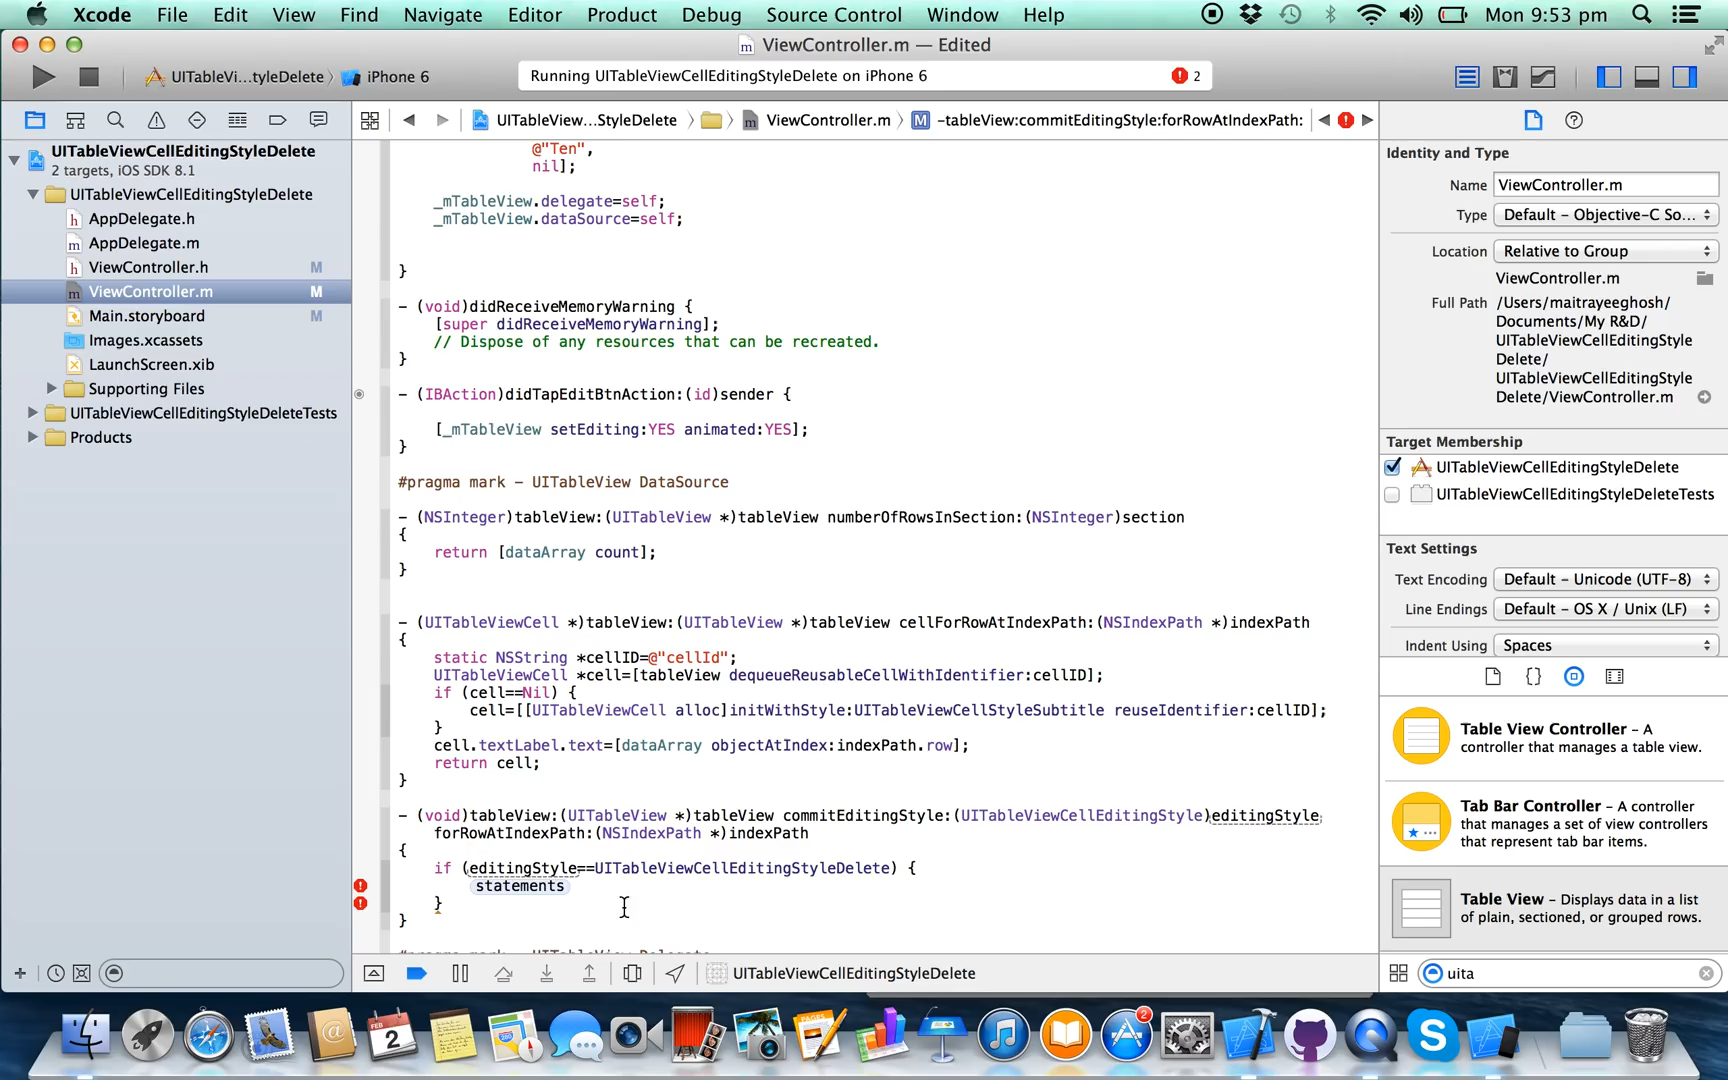 Xcode File Edit View Find Navigate Editor Product Debug Source Control Window Help Mon 9:53 pm
ViewController.m — Edited
UITableVi...tyleDelete iPhone 6
Running UITableViewCellEditingStyleDelete on iPhone 6 2
UITableView...StyleDelete ViewController.m -tableView:commitEditingStyle:forRowAtIndexPath:
UITableViewCellEditingStyleDelete
2 targets, iOS SDK 8.1
UITableViewCellEditingStyleDelete
AppDelegate.h
AppDelegate.m
ViewController.h M
ViewController.m M
Main.storyboard M
Images.xcassets
LaunchScreen.xib
Supporting Files
UITableViewCellEditingStyleDeleteTests
Products
@"Ten",
nil];
_mTableView.delegate=self;
_mTableView.dataSource=self;
}
- (void)didReceiveMemoryWarning {
[super didReceiveMemoryWarning];
// Dispose of any resources that can be recreated.
}
- (IBAction)didTapEditBtnAction:(id)sender {
[_mTableView setEditing:YES animated:YES];
}
#pragma mark - UITableView DataSource
- (NSInteger)tableView:(UITableView *)tableView numberOfRowsInSection:(NSInteger)section
{
return [dataArray count];
}
- (UITableViewCell *)tableView:(UITableView *)tableView cellForRowAtIndexPath:(NSIndexPath *)indexPath
{
static NSString *cellID=@"cellId";
UITableViewCell *cell=[tableView dequeueReusableCellWithIdentifier:cellID];
if (cell==Nil) {
cell=[[UITableViewCell alloc]initWithStyle:UITableViewCellStyleSubtitle reuseIdentifier:cellID];
}
cell.textLabel.text=[dataArray objectAtIndex:indexPath.row];
return cell;
}
- (void)tableView:(UITableView *)tableView commitEditingStyle:(UITableViewCellEditingStyle)editingStyle
forRowAtIndexPath:(NSIndexPath *)indexPath
{
if (editingStyle==UITableViewCellEditingStyleDelete) {
statements
}
}
#pragma mark - UITableView Delegate
UITableViewCellEditingStyleDelete
Identity and Type
Name ViewController.m
Type Default - Objective-C So...
Location Relative to Group
ViewController.m
Full Path /Users/maitrayeeghosh/
Documents/My R&D/
UITableViewCellEditingStyle
Delete/
UITableViewCellEditingStyle
Delete/ViewController.m
Target Membership
UITableViewCellEditingStyleDelete
UITableViewCellEditingStyleDeleteTests
Text Settings
Text Encoding Default - Unicode (UTF-8)
Line Endings Default - OS X / Unix (LF)
Indent Using Spaces
Table View Controller - A
controller that manages a table view.
Tab Bar Controller - A controller
that manages a set of view controllers
that represent tab bar items.
Table View - Displays data in a list
of plain, sectioned, or grouped rows.
uita
FEB
2
2